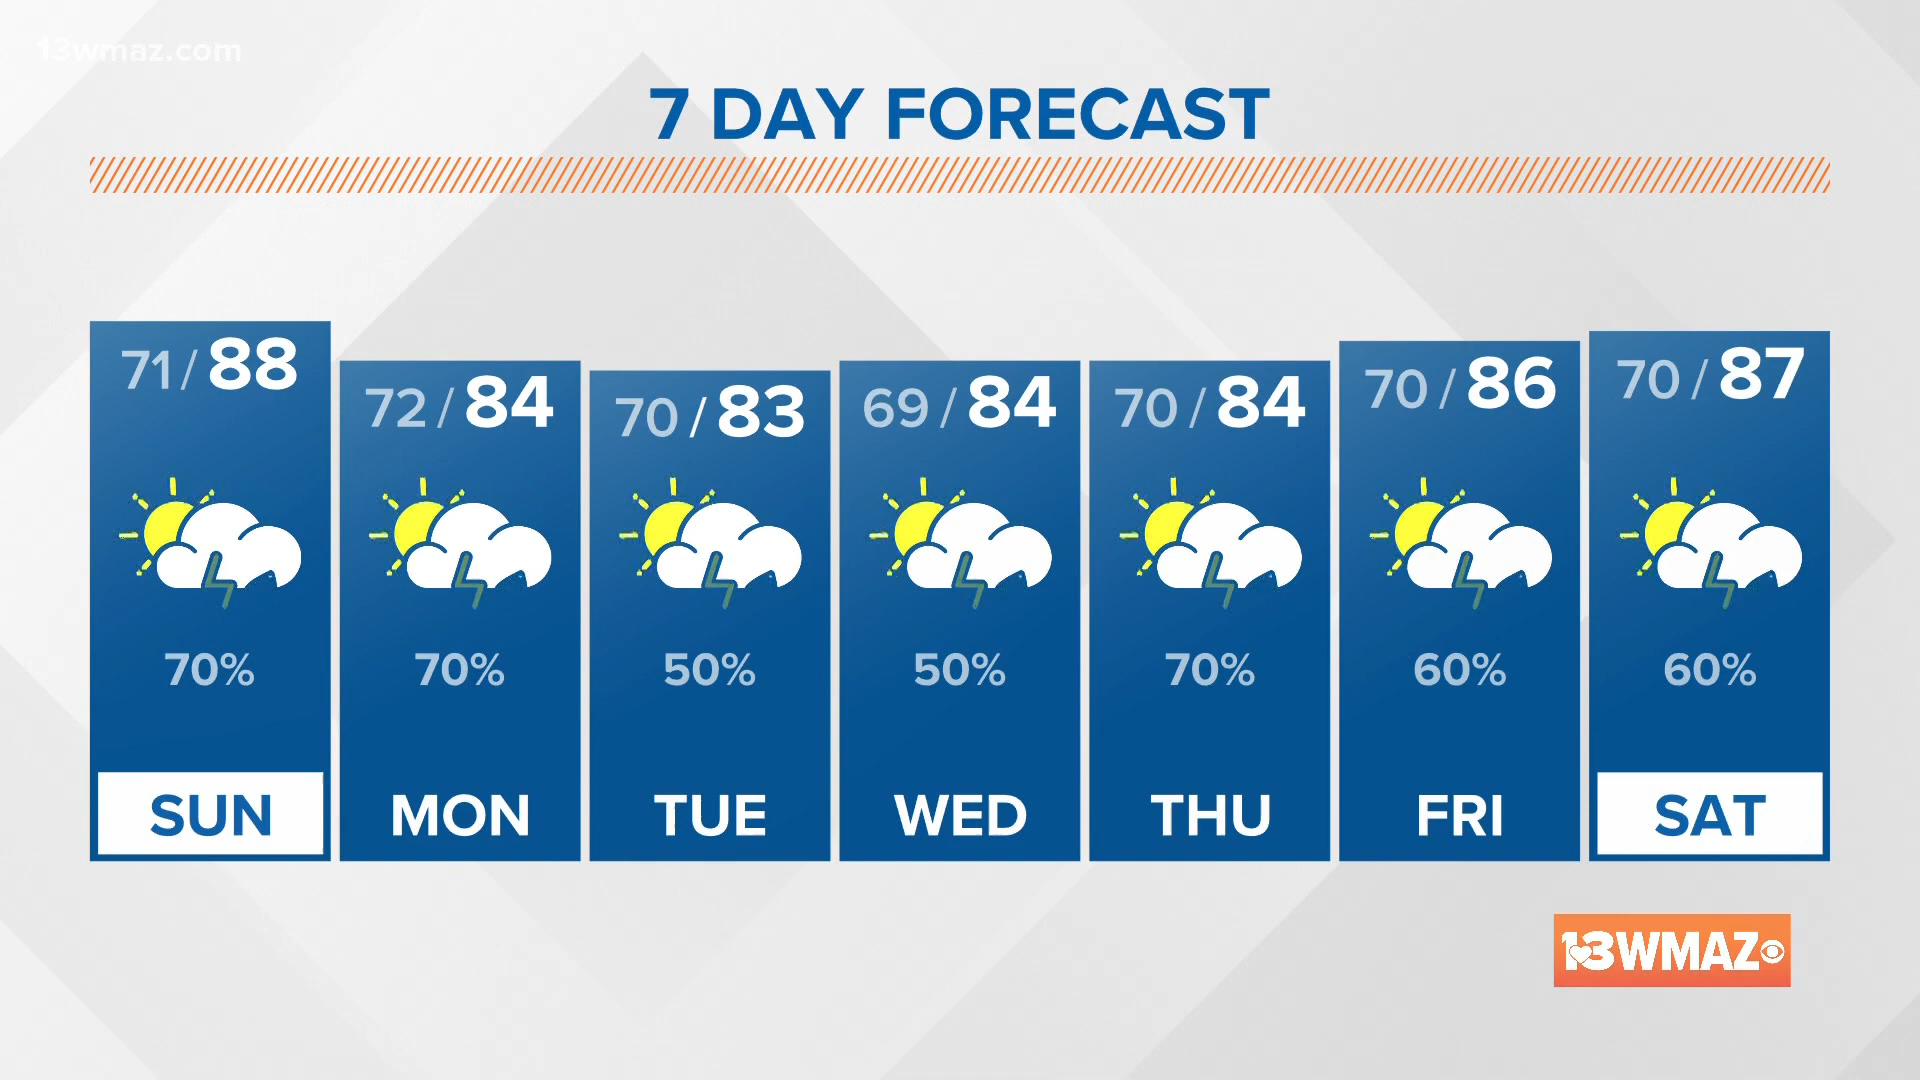 13wmaz.com
7 DAY FORECAST
71/88 72/84 70/83 69/84 70/84 70/86 70/87
70% 70% 50% 50% 70% 60% 60%
SUN MON TUE WED THU FRI SAT
13WMAZ